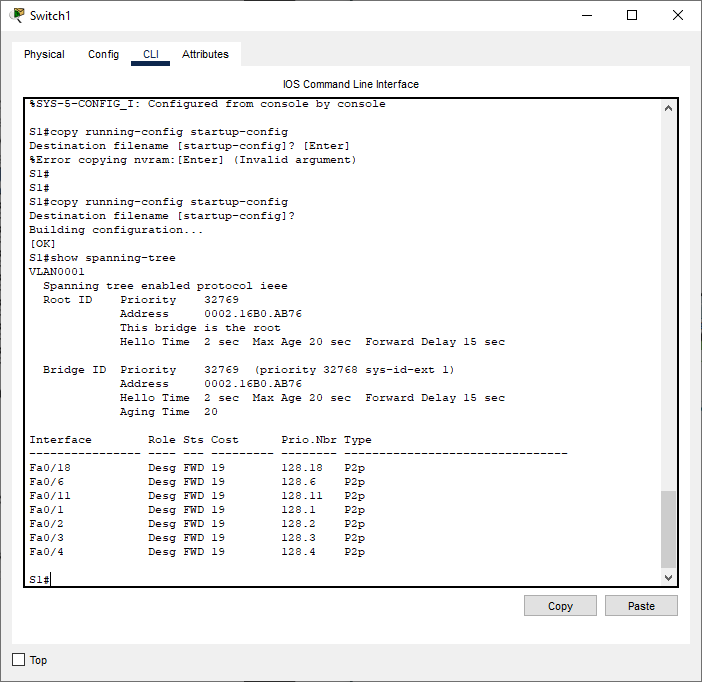 Switch1
Physical Config CLI Attributes
IOS Command Line Interface
%SYS-5-CONFIG_I: Configured from console by console
S1#copy running-config startup-config
Destination filename [startup-config]? [Enter]
%Error copying nvram:[Enter] (Invalid argument)
S1#
S1#
S1#copy running-config startup-config
Destination filename [startup-config]?
Building configuration...
[OK]
S1#show spanning-tree
VLAN0001
  Spanning tree enabled protocol ieee
  Root ID    Priority    32769
             Address     0002.16B0.AB76
             This bridge is the root
             Hello Time  2 sec  Max Age 20 sec  Forward Delay 15 sec
  Bridge ID  Priority    32769  (priority 32768 sys-id-ext 1)
             Address     0002.16B0.AB76
             Hello Time  2 sec  Max Age 20 sec  Forward Delay 15 sec
             Aging Time  20
Interface        Role Sts Cost      Prio.Nbr Type
---------------- ---- --- --------- -------- --------------------------------
Fa0/18           Desg FWD 19        128.18   P2p
Fa0/6            Desg FWD 19        128.6    P2p
Fa0/11           Desg FWD 19        128.11   P2p
Fa0/1            Desg FWD 19        128.1    P2p
Fa0/2            Desg FWD 19        128.2    P2p
Fa0/3            Desg FWD 19        128.3    P2p
Fa0/4            Desg FWD 19        128.4    P2p
S1#
Copy Paste
Top